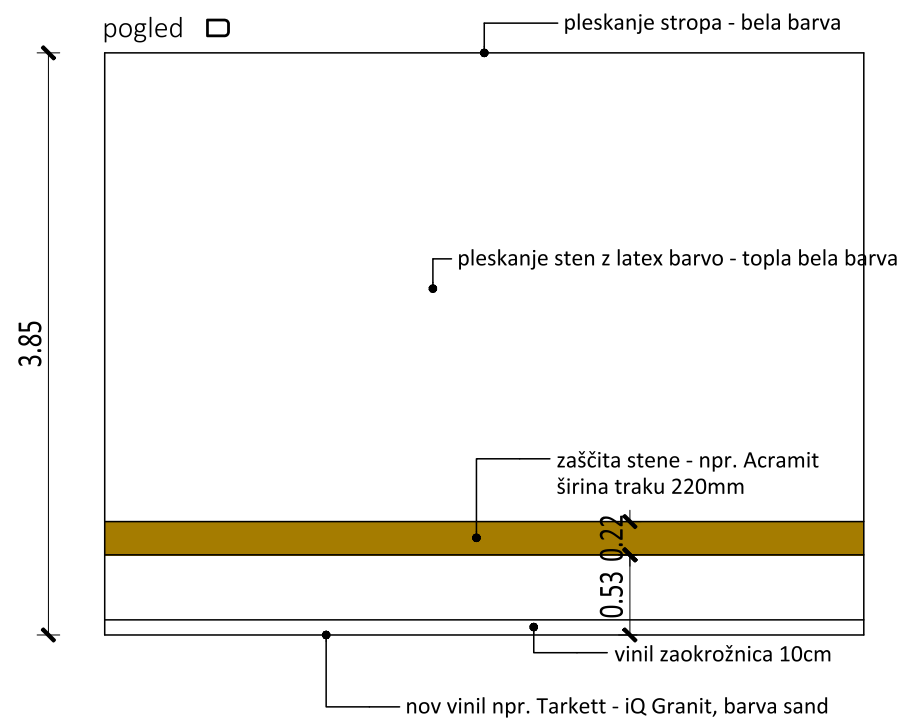 pogled D
pleskanje stropa - bela barva
pleskanje sten z latex barvo - topla bela barva
3.85
zaščita stene - npr. Acramit
širina traku 220mm
0.22
0.53
vinil zaokrožnica 10cm
nov vinil npr. Tarkett - iQ Granit, barva sand